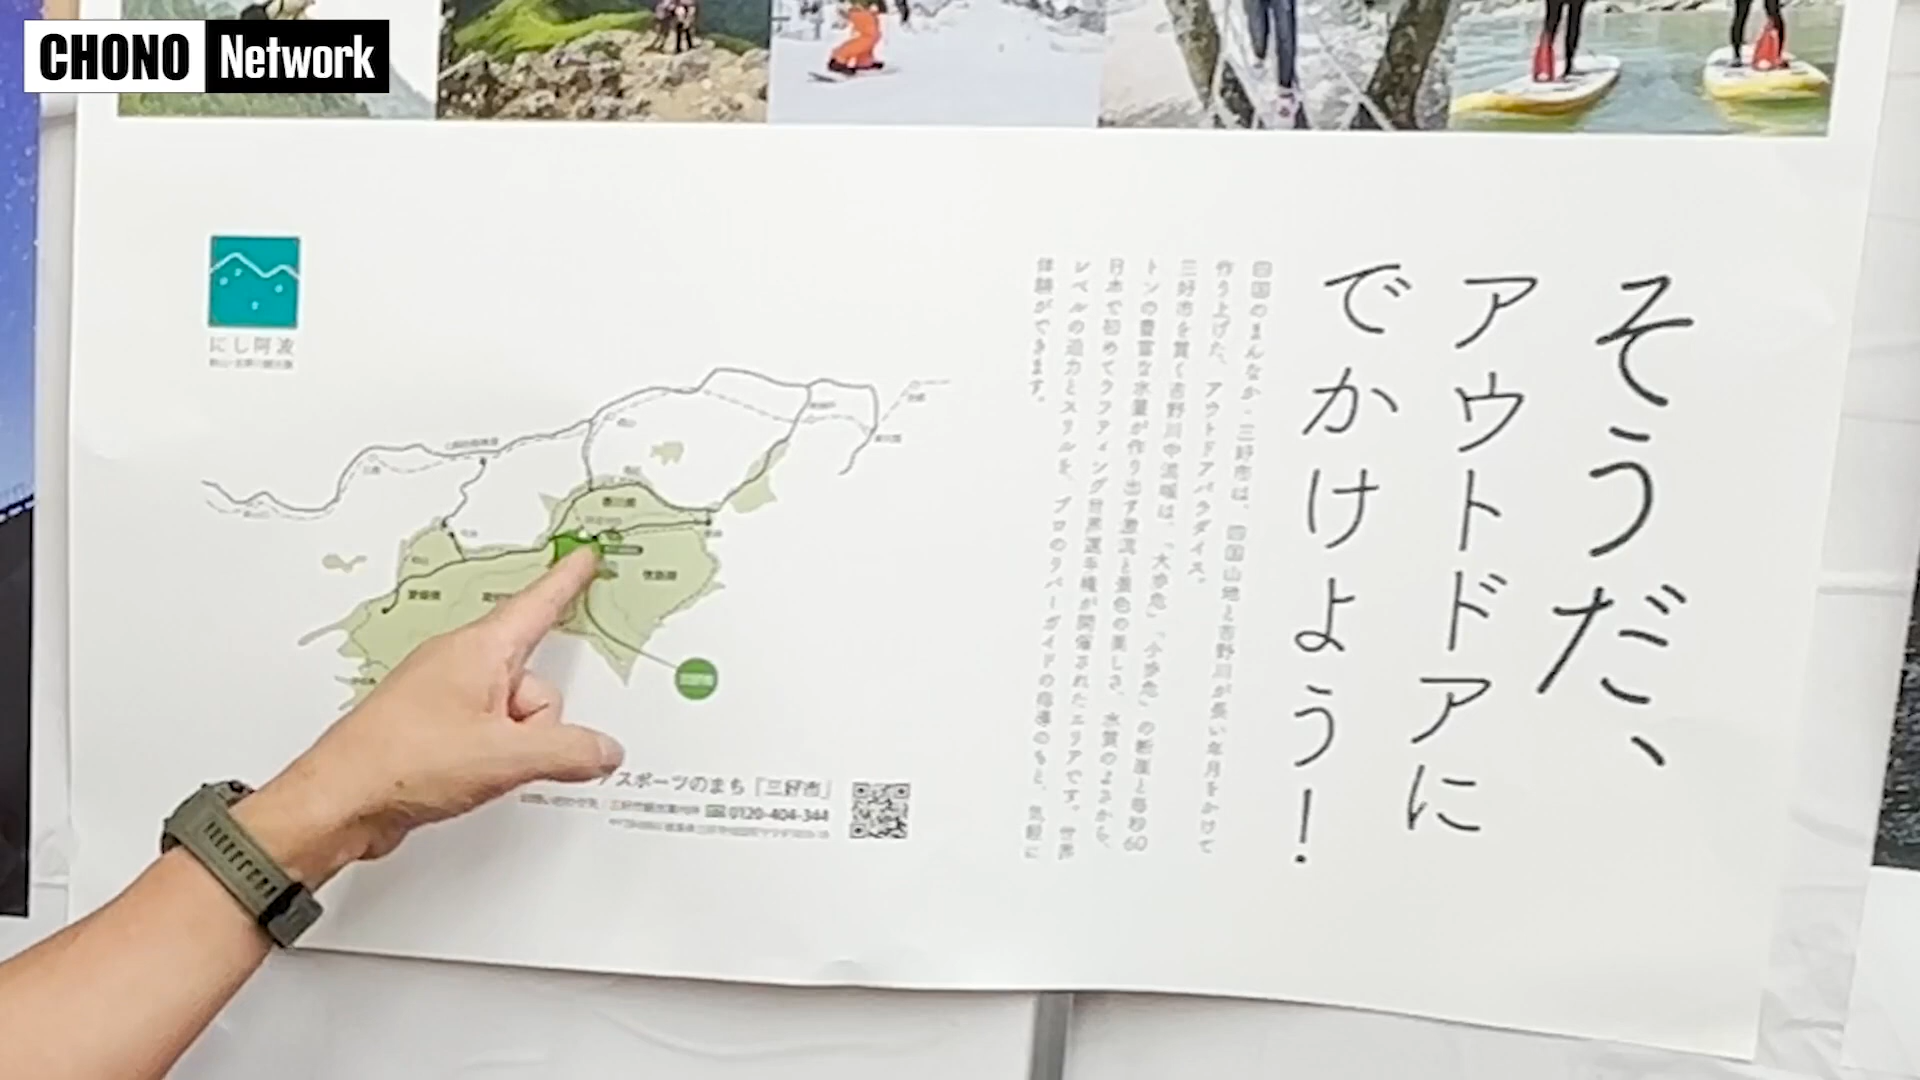 CHONO Network
そうだ、
アウトドアに
でかけよう！
四国のまんなか・三好市は、四国山地と吉野川が長い年月をかけて
作り上げた、アウトドアパラダイス。
三好市を貫く吉野川中流域は、「大歩危」「小歩危」の断崖と毎秒60
トンの豊富な水量が作り出す激流と景色の美しさ、水質のよさから、
日本で初めてラフティング世界選手権が開催されたエリアです。世界
レベルの迫力とスリルを、プロのリバーガイドの指導のもと、気軽に
体験ができます。
にし阿波
香川県
徳島県
愛媛県
アスポーツのまち「三好市」
0120-404-344